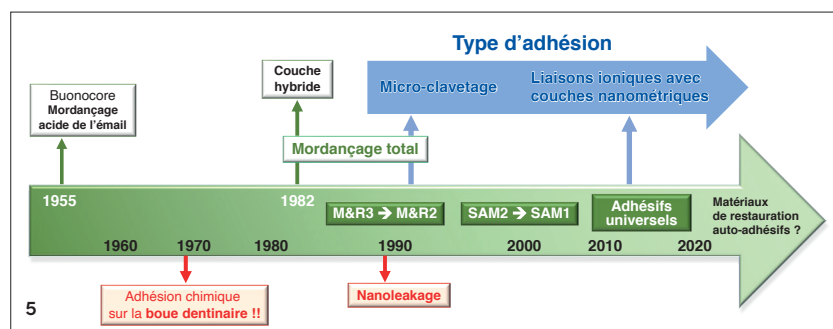 Type d'adhésion
Buonocore
Mordançage
acide de l'émail
Couche
hybride
Micro-clavetage
Liaisons ioniques avec
couches nanométriques
Mordançage total
1955
1982
M&R3 → M&R2
SAM2 → SAM1
Adhésifs
universels
Matériaux
de restauration
auto-adhésifs ?
1960
1970
1980
1990
2000
2010
2020
Adhésion chimique
sur la boue dentinaire !!
Nanoleakage
5